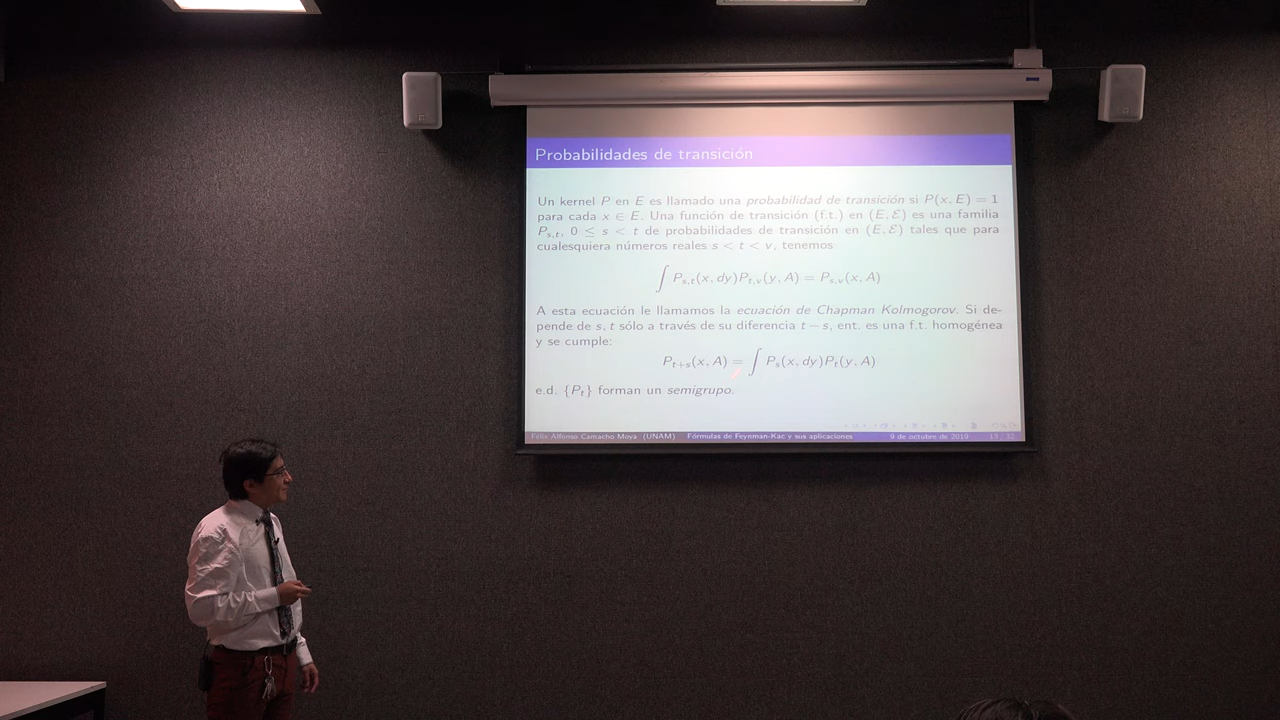 Probabilidades de transición
Un kernel P en E es llamado una probabilidad de transición si P(x, E) = 1
para cada x ∈ E. Una función de transición (f.t.) en (E, ℰ) es una familia
P_{s,t}, 0 ≤ s < t de probabilidades de transición en (E, ℰ) tales que para
cualesquiera números reales s < t < v, tenemos
∫ P_{s,t}(x, dy)P_{t,v}(y, A) = P_{s,v}(x, A)
A esta ecuación le llamamos la ecuación de Chapman Kolmogorov. Si de-
pende de s, t sólo a través de su diferencia t − s, ent. es una f.t. homogénea
y se cumple:
P_{t+s}(x, A) = ∫ P_s(x, dy)P_t(y, A)
e.d. {P_t} forman un semigrupo.
Félix Alfonso Camacho Moya (UNAM) Fórmulas de Feynman-Kac y sus aplicaciones 9 de octubre de 2019